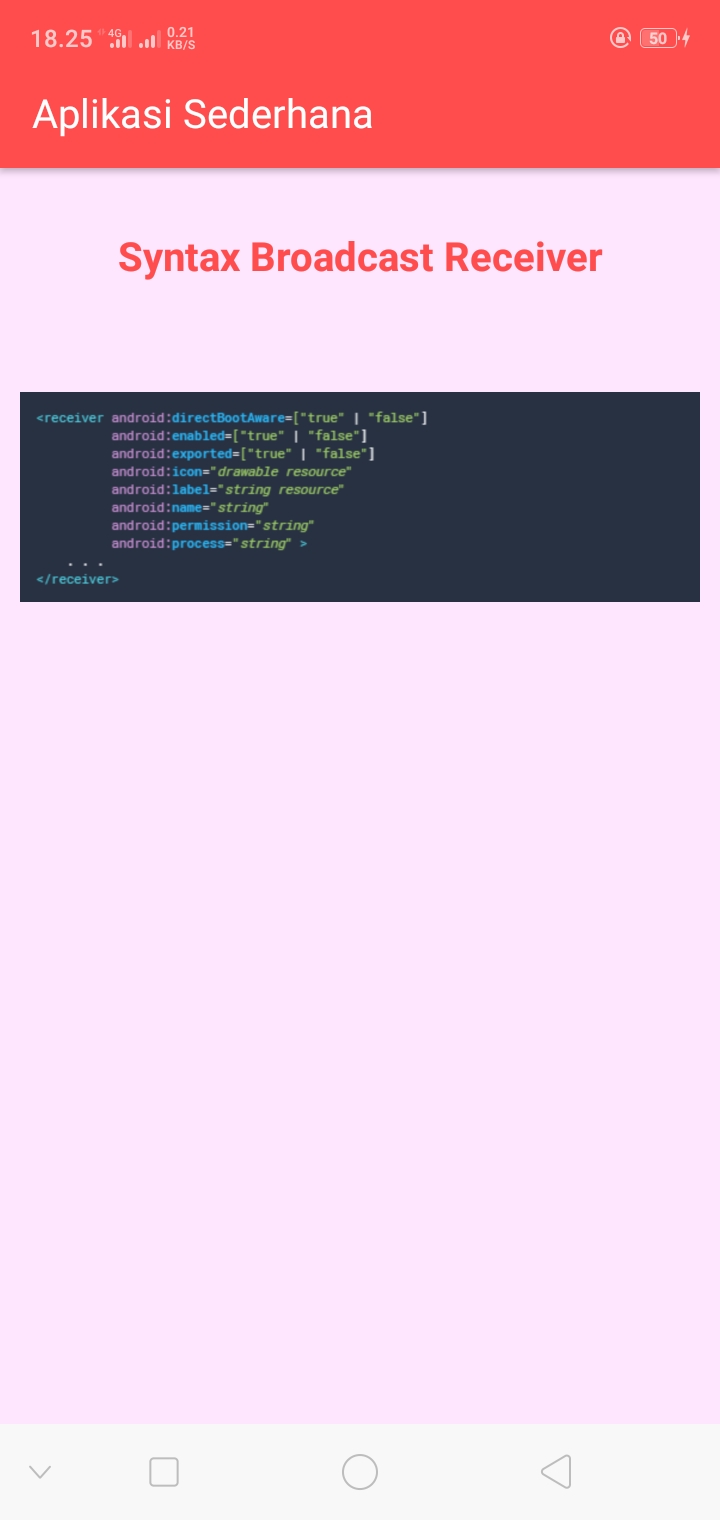 18.25 4G 0.21 KB/S 50
Aplikasi Sederhana
Syntax Broadcast Receiver
<receiver android:directBootAware=["true" | "false"]
android:enabled=["true" | "false"]
android:exported=["true" | "false"]
android:icon="drawable resource"
android:label="string resource"
android:name="string"
android:permission="string"
android:process="string" >
. . .
</receiver>